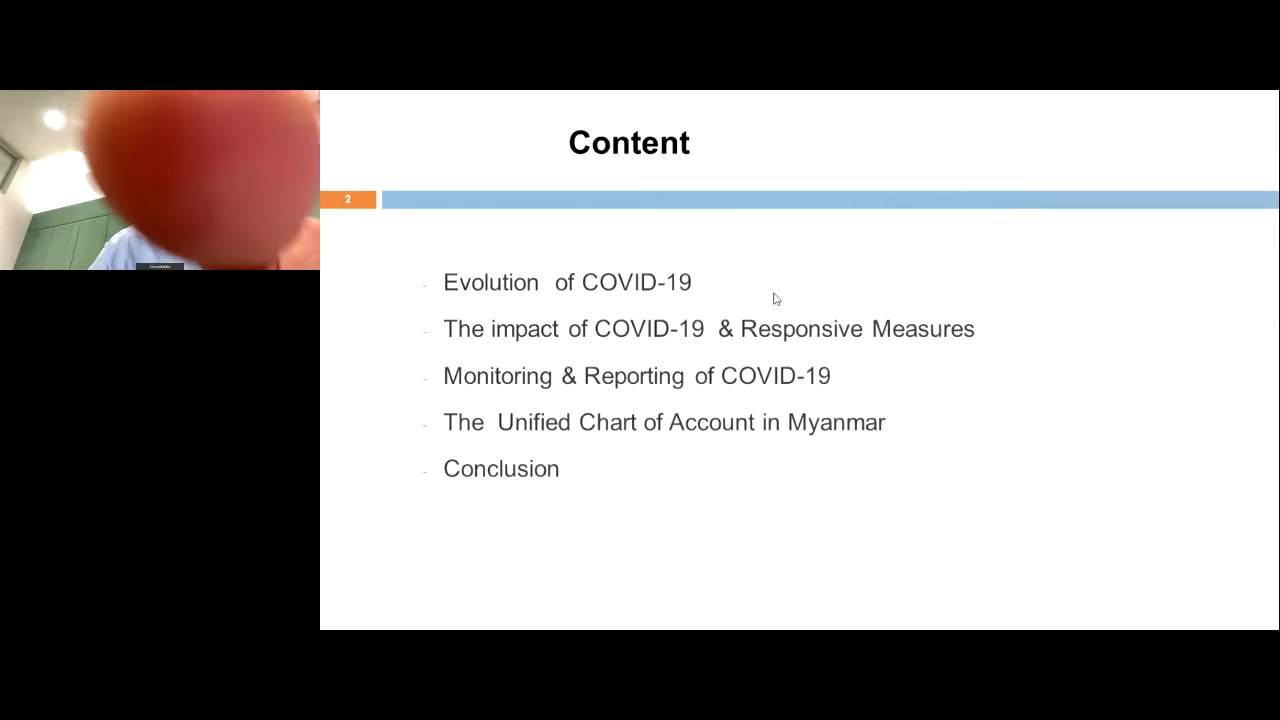 Content
2
- Evolution of COVID-19
- The impact of COVID-19 & Responsive Measures
- Monitoring & Reporting of COVID-19
- The Unified Chart of Account in Myanmar
- Conclusion